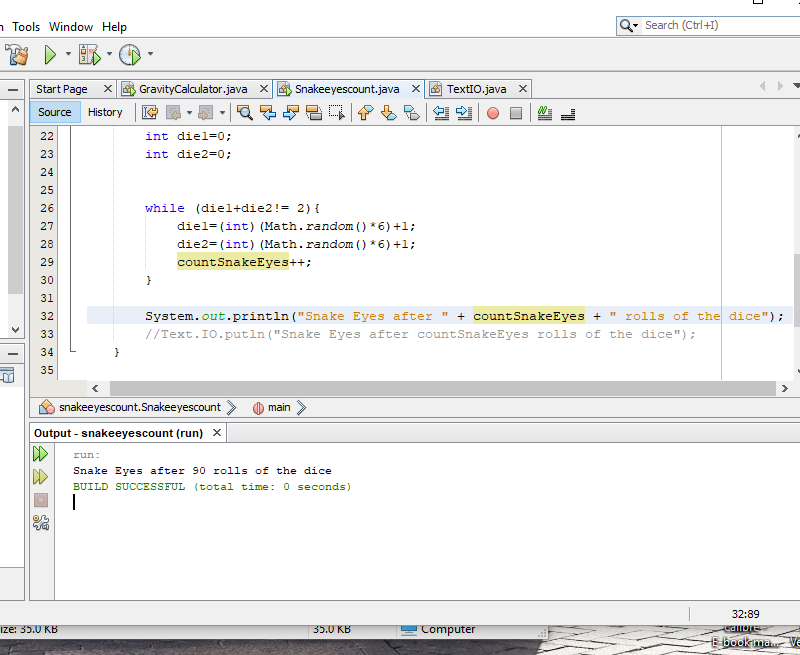 Tools Window Help
Search (Ctrl+I)
Start Page GravityCalculator.java Snakeeyescount.java TextIO.java
Source History
22 int die1=0;
23 int die2=0;
24
25
26 while (die1+die2!= 2){
27 die1=(int)(Math.random()*6)+1;
28 die2=(int)(Math.random()*6)+1;
29 countSnakeEyes++;
30 }
31
32 System.out.println("Snake Eyes after " + countSnakeEyes + " rolls of the dice");
33 //Text.IO.putln("Snake Eyes after countSnakeEyes rolls of the dice");
34 }
35
snakeeyescount.Snakeeyescount main
Output - snakeeyescount (run)
run:
Snake Eyes after 90 rolls of the dice
BUILD SUCCESSFUL (total time: 0 seconds)
32:89
35.0 KB 35.0 KB Computer
calibre
E-book ma...